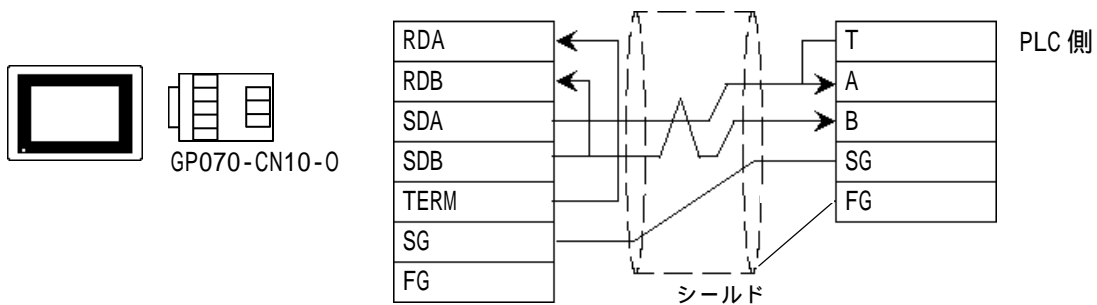 GP070-CN10-0
RDA
RDB
SDA
SDB
TERM
SG
FG
シールド
T
A
B
SG
FG
PLC 側